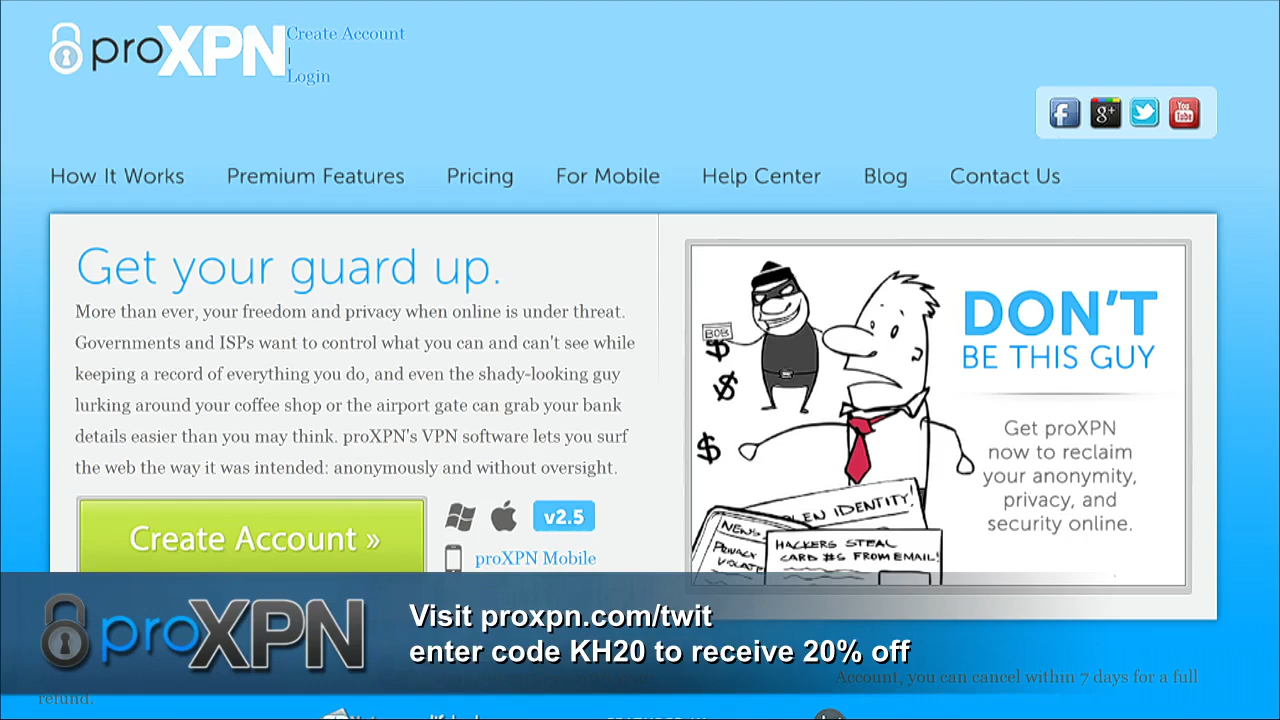 proXPN
Create Account
|
Login
How It Works Premium Features Pricing For Mobile Help Center Blog Contact Us
Get your guard up.
More than ever, your freedom and privacy when online is under threat.
Governments and ISPs want to control what you can and can't see while
keeping a record of everything you do, and even the shady-looking guy
lurking around your coffee shop or the airport gate can grab your bank
details easier than you may think. proXPN's VPN software lets you surf
the web the way it was intended: anonymously and without oversight.
Create Account »
v2.5
proXPN Mobile
BOB
$
$
$
DON'T
BE THIS GUY
Get proXPN
now to reclaim
your anonymity,
privacy, and
security online.
IDENTITY!
NEWS
PRIVACY
HACKERS STEAL
CARD #S FROM EMAIL!
proXPN
Visit proxpn.com/twit
enter code KH20 to receive 20% off
Account, you can cancel within 7 days for a full
refund.